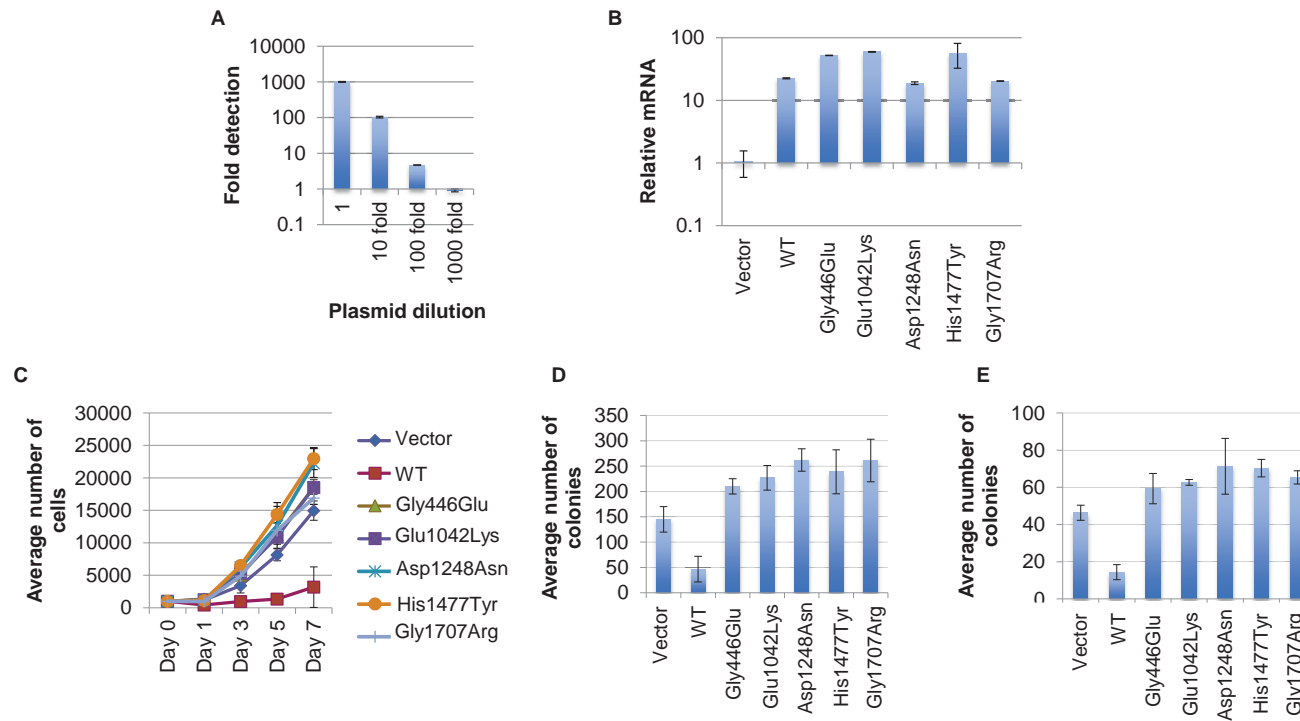 A
Fold detection
10000
1000
100
10
1
0.1
1
10 fold
100 fold
1000 fold
Plasmid dilution
B
Relative mRNA
100
10
1
0.1
Vector
WT
Gly446Glu
Glu1042Lys
Asp1248Asn
His1477Tyr
Gly1707Arg
C
Average number of
cells
30000
25000
20000
15000
10000
5000
0
Day 0
Day 1
Day 3
Day 5
Day 7
Vector
WT
Gly446Glu
Glu1042Lys
Asp1248Asn
His1477Tyr
Gly1707Arg
D
Average number of
colonies
350
300
250
200
150
100
50
0
Vector
WT
Gly446Glu
Glu1042Lys
Asp1248Asn
His1477Tyr
Gly1707Arg
E
Average number of
colonies
100
80
60
40
20
0
Vector
WT
Gly446Glu
Glu1042Lys
Asp1248Asn
His1477Tyr
Gly1707Arg